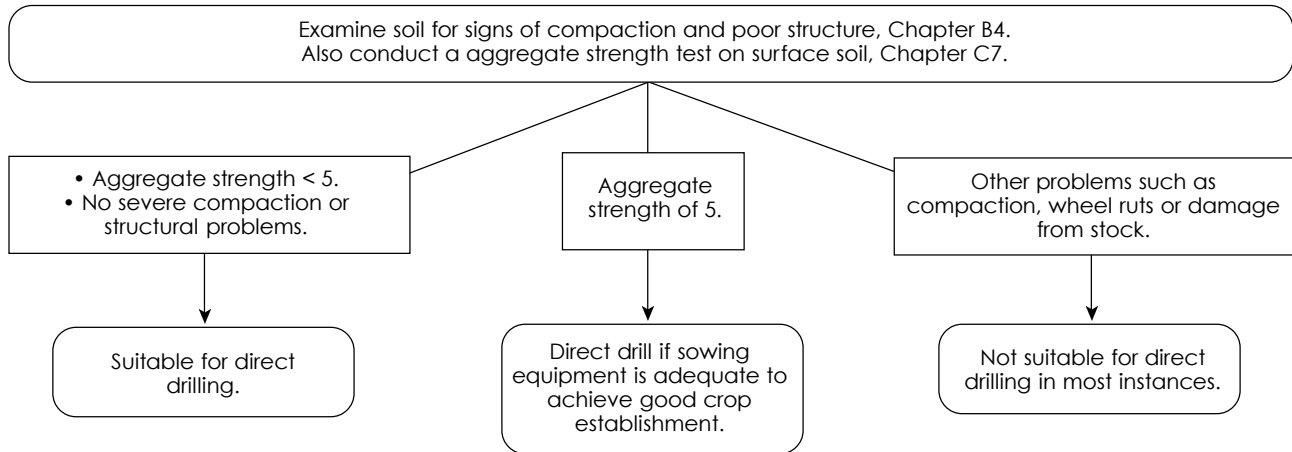 Examine soil for signs of compaction and poor structure, Chapter B4.
Also conduct a aggregate strength test on surface soil, Chapter C7.
• Aggregate strength < 5.
• No severe compaction or
structural problems.
Aggregate
strength of 5.
Other problems such as
compaction, wheel ruts or damage
from stock.
Suitable for direct
drilling.
Direct drill if sowing
equipment is adequate to
achieve good crop
establishment.
Not suitable for direct
drilling in most instances.